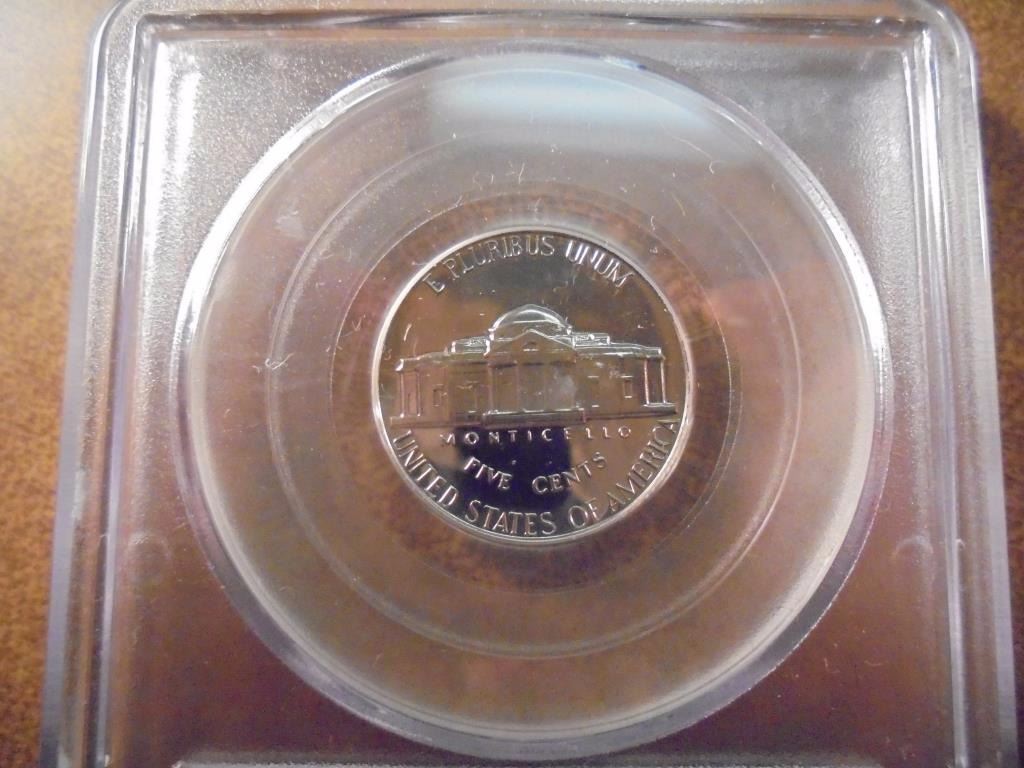 E PLURIBUS UNUM
MONTICELLO
FIVE CENTS
UNITED STATES OF AMERICA